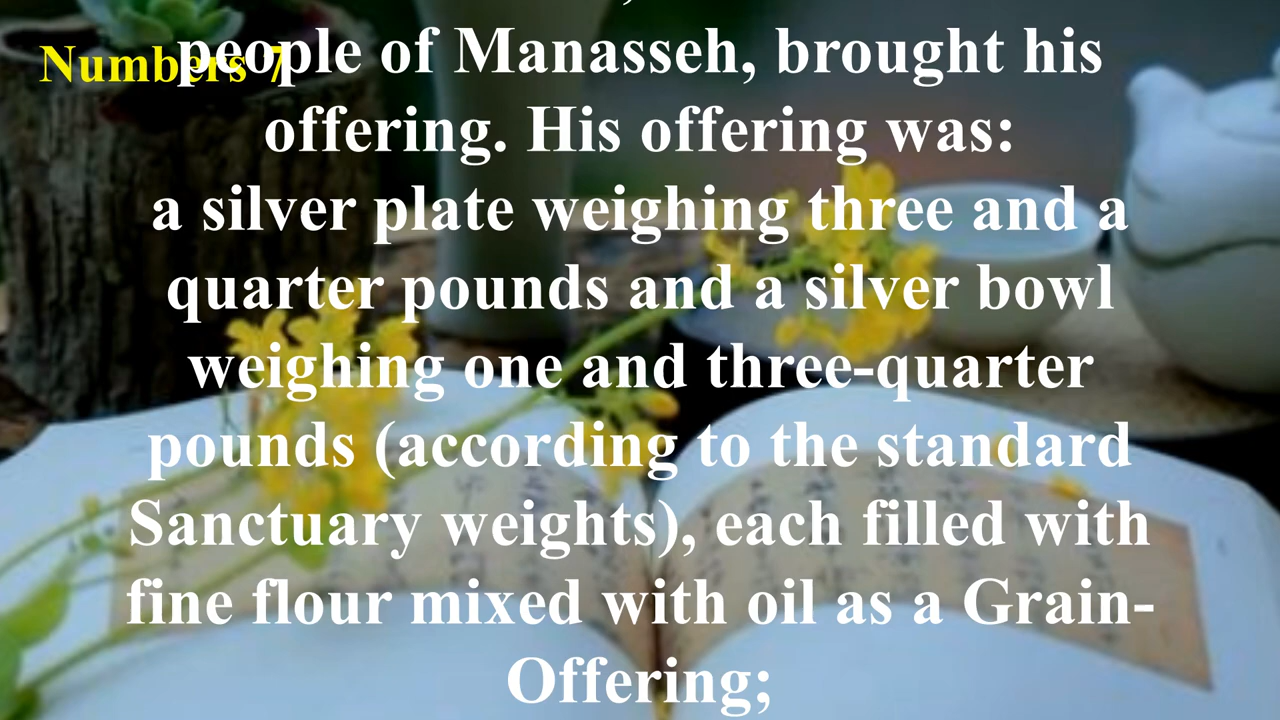 Numbers 7
people of Manasseh, brought his
offering. His offering was:
a silver plate weighing three and a
quarter pounds and a silver bowl
weighing one and three-quarter
pounds (according to the standard
Sanctuary weights), each filled with
fine flour mixed with oil as a Grain-
Offering;